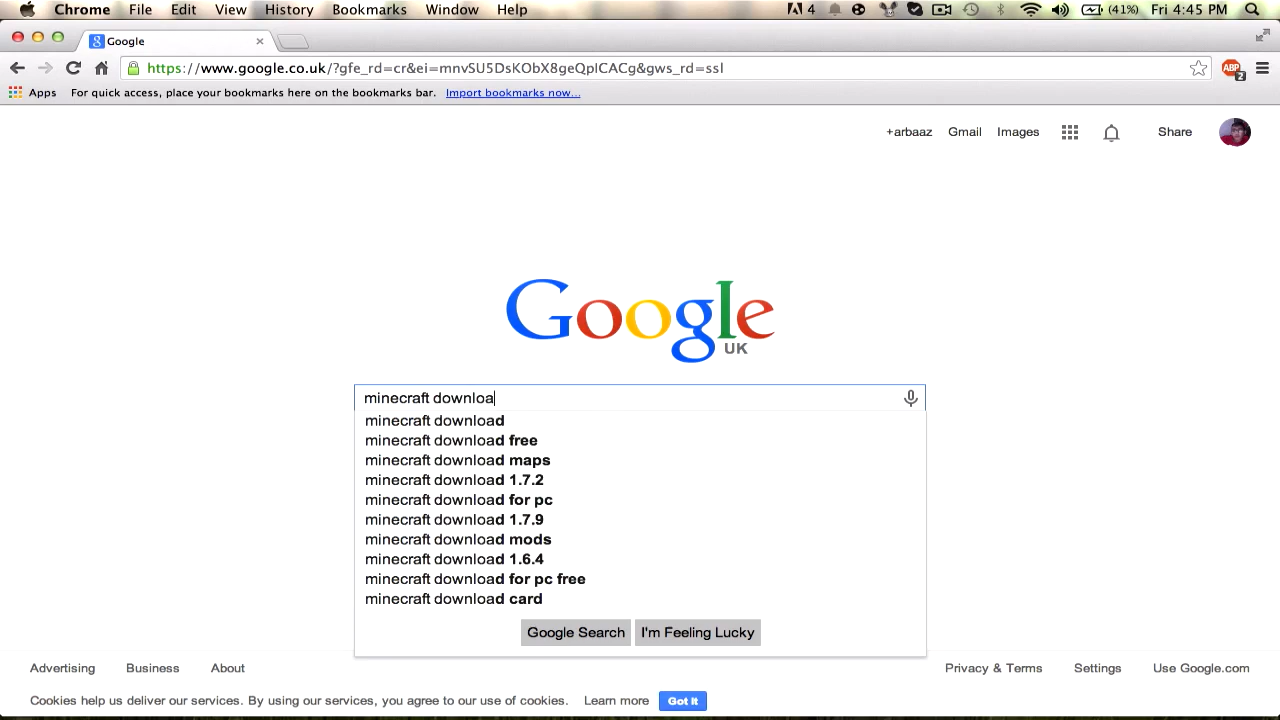 Chrome File Edit View History Bookmarks Window Help 4 (41%) Fri 4:45 PM
Google
https://www.google.co.uk/?gfe_rd=cr&ei=mnvSU5DsKObX8geQpICACg&gws_rd=ssl ABP 2
Apps For quick access, place your bookmarks here on the bookmarks bar. Import bookmarks now...
+arbaaz Gmail Images Share
Google
UK
minecraft downloa
minecraft download
minecraft download free
minecraft download maps
minecraft download 1.7.2
minecraft download for pc
minecraft download 1.7.9
minecraft download mods
minecraft download 1.6.4
minecraft download for pc free
minecraft download card
Google Search I'm Feeling Lucky
Advertising Business About Privacy & Terms Settings Use Google.com
Cookies help us deliver our services. By using our services, you agree to our use of cookies. Learn more Got It